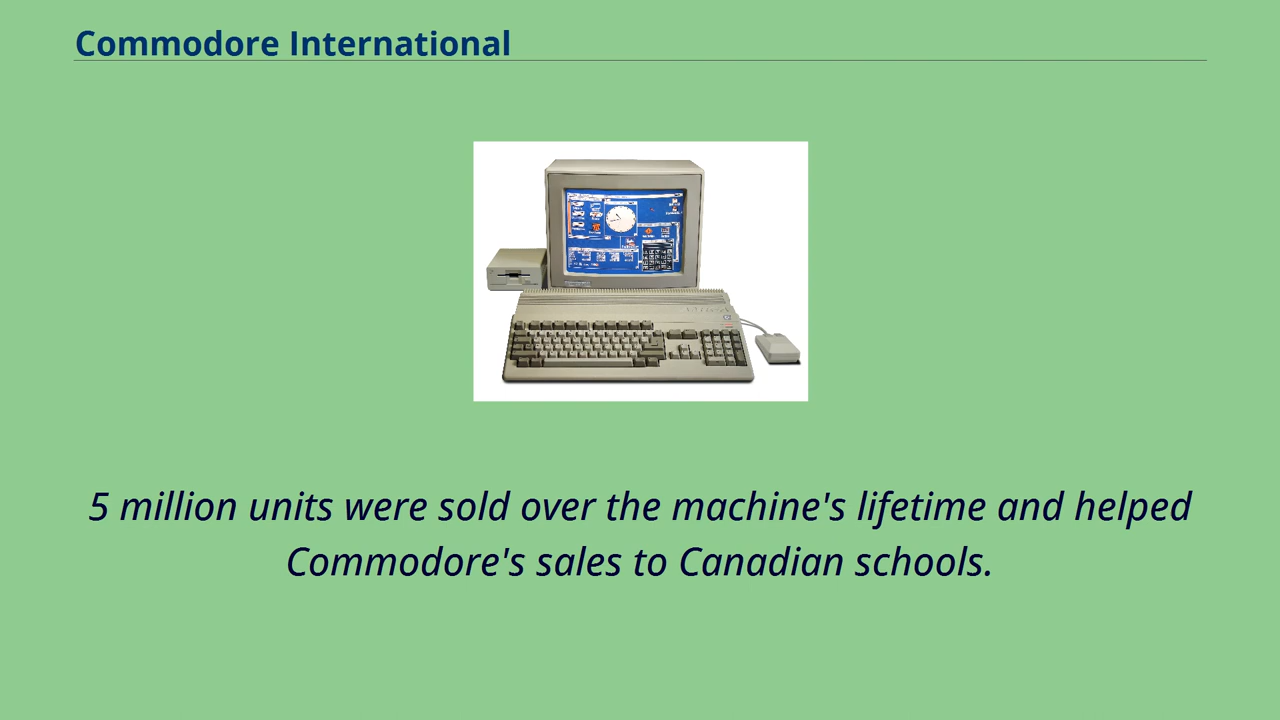 Commodore International
5 million units were sold over the machine's lifetime and helped
Commodore's sales to Canadian schools.